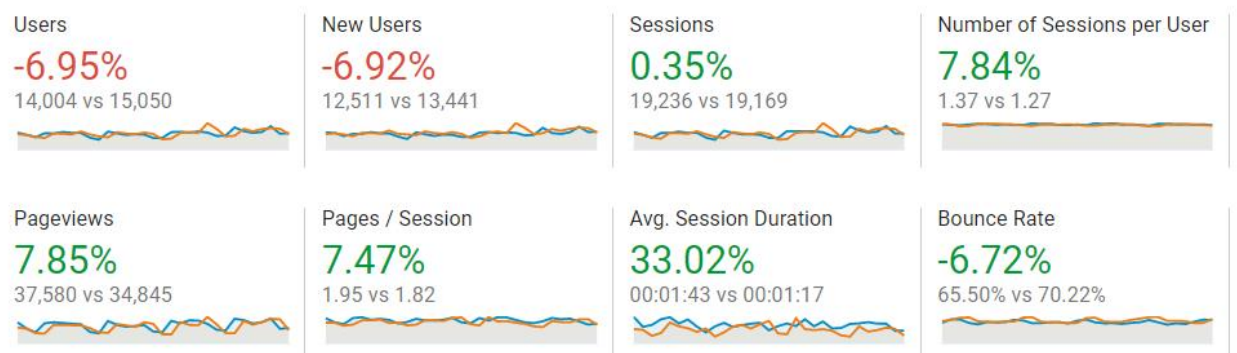 Users
-6.95%
14,004 vs 15,050
New Users
-6.92%
12,511 vs 13,441
Sessions
0.35%
19,236 vs 19,169
Number of Sessions per User
7.84%
1.37 vs 1.27
Pageviews
7.85%
37,580 vs 34,845
Pages / Session
7.47%
1.95 vs 1.82
Avg. Session Duration
33.02%
00:01:43 vs 00:01:17
Bounce Rate
-6.72%
65.50% vs 70.22%